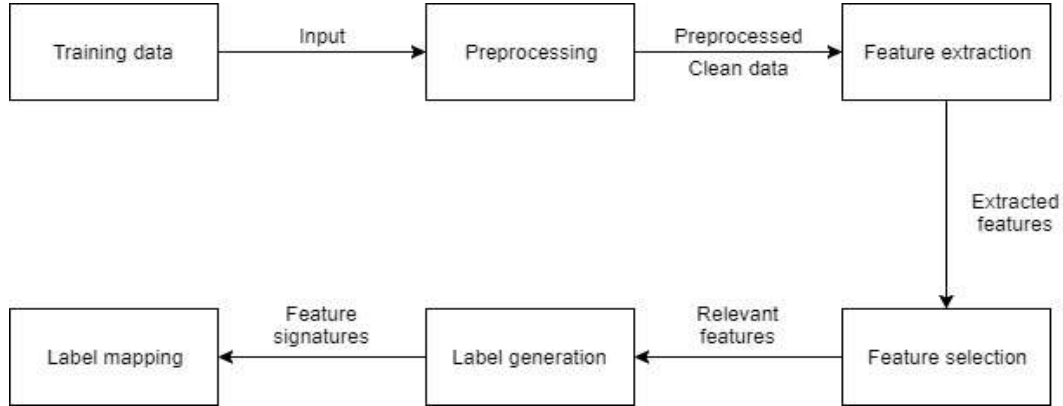 Training data
Input
Preprocessing
Preprocessed
Clean data
Feature extraction
Extracted
features
Feature selection
Relevant
features
Label generation
Feature
signatures
Label mapping